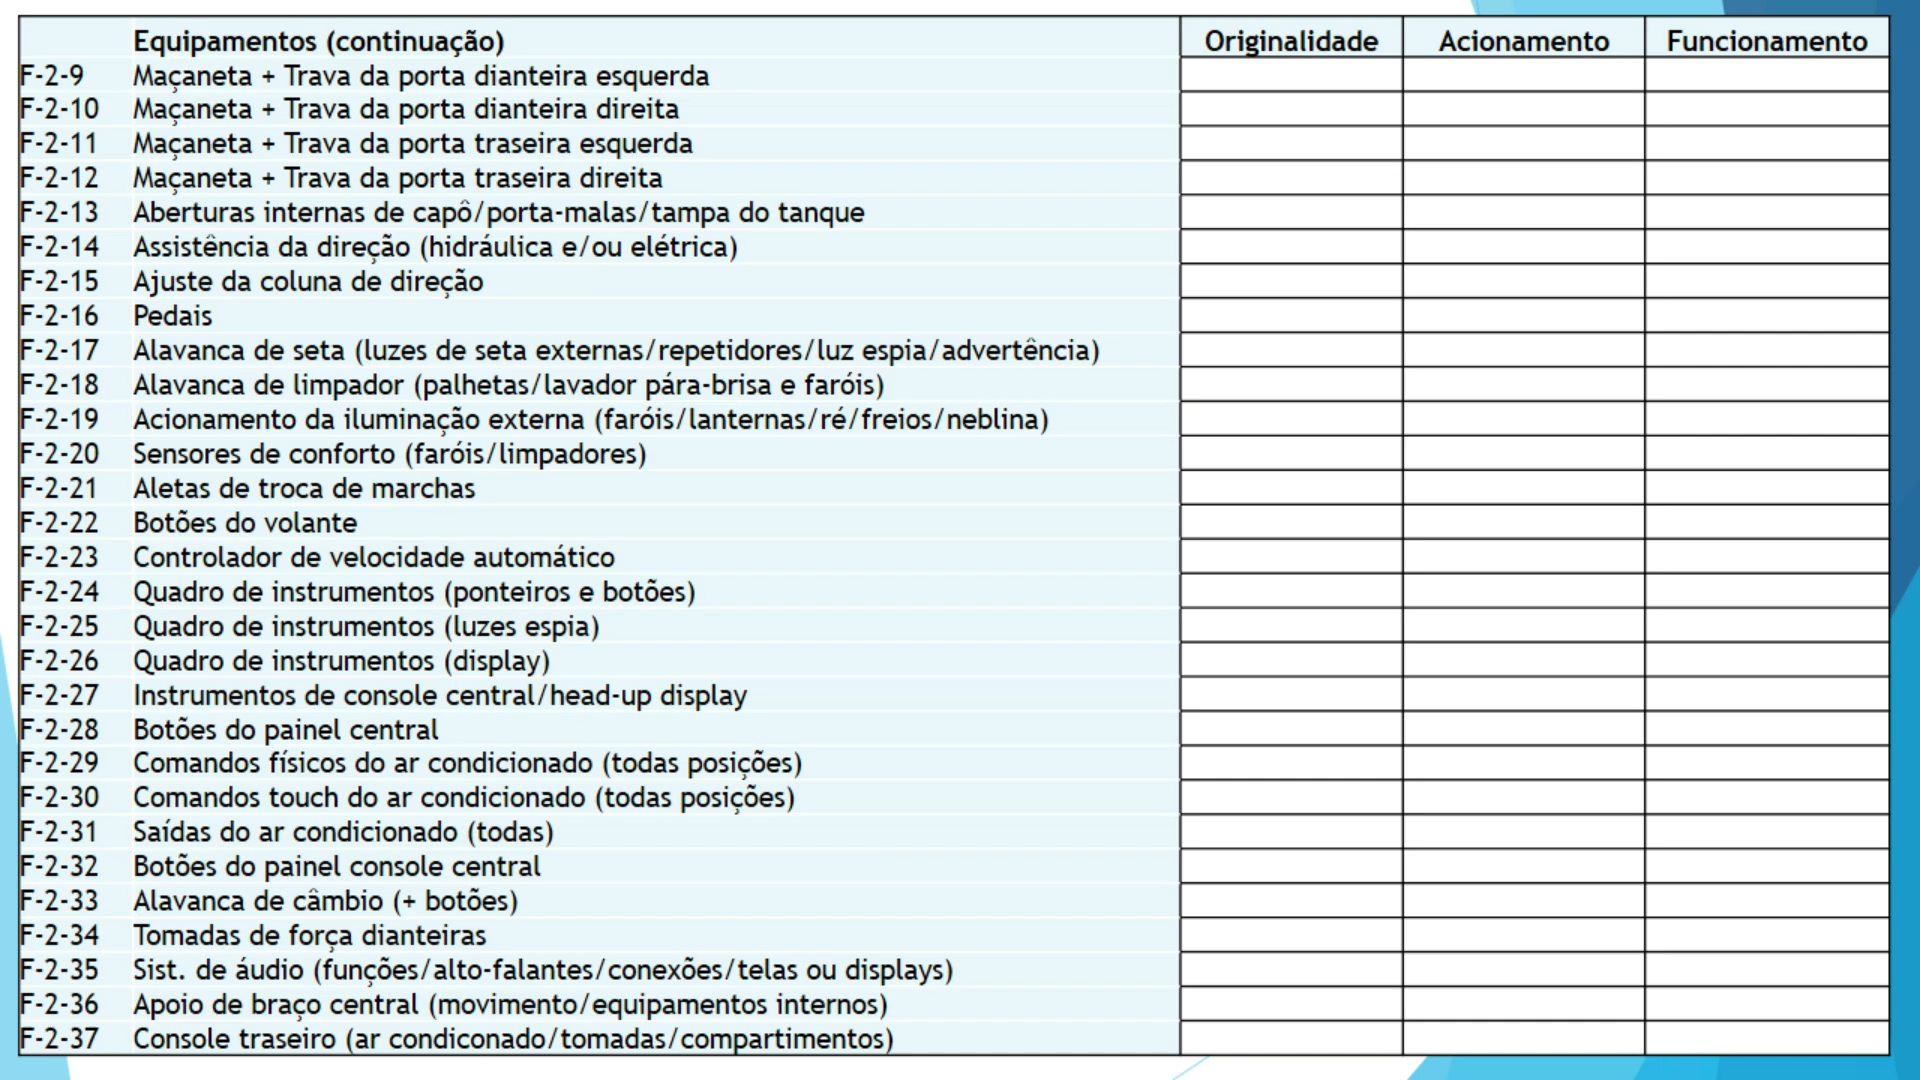 Equipamentos (continuação) Originalidade Acionamento Funcionamento
F-2-9 Maçaneta + Trava da porta dianteira esquerda
F-2-10 Maçaneta + Trava da porta dianteira direita
F-2-11 Maçaneta + Trava da porta traseira esquerda
F-2-12 Maçaneta + Trava da porta traseira direita
F-2-13 Aberturas internas de capô/porta-malas/tampa do tanque
F-2-14 Assistência da direção (hidráulica e/ou elétrica)
F-2-15 Ajuste da coluna de direção
F-2-16 Pedais
F-2-17 Alavanca de seta (luzes de seta externas/repetidores/luz espia/advertência)
F-2-18 Alavanca de limpador (palhetas/lavador pára-brisa e faróis)
F-2-19 Acionamento da iluminação externa (faróis/lanternas/ré/freios/neblina)
F-2-20 Sensores de conforto (faróis/limpadores)
F-2-21 Aletas de troca de marchas
F-2-22 Botões do volante
F-2-23 Controlador de velocidade automático
F-2-24 Quadro de instrumentos (ponteiros e botões)
F-2-25 Quadro de instrumentos (luzes espia)
F-2-26 Quadro de instrumentos (display)
F-2-27 Instrumentos de console central/head-up display
F-2-28 Botões do painel central
F-2-29 Comandos físicos do ar condicionado (todas posições)
F-2-30 Comandos touch do ar condicionado (todas posições)
F-2-31 Saídas do ar condicionado (todas)
F-2-32 Botões do painel console central
F-2-33 Alavanca de câmbio (+ botões)
F-2-34 Tomadas de força dianteiras
F-2-35 Sist. de áudio (funções/alto-falantes/conexões/telas ou displays)
F-2-36 Apoio de braço central (movimento/equipamentos internos)
F-2-37 Console traseiro (ar condiconado/tomadas/compartimentos)